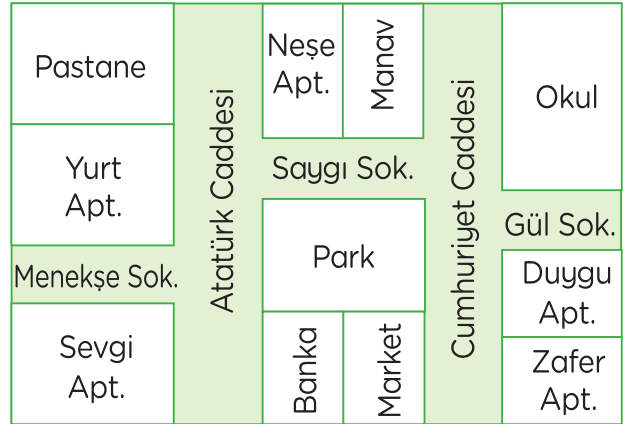 Pastane
Yurt
Apt.
Menekşe Sok.
Sevgi
Apt.
Atatürk Caddesi
Neşe
Apt.
Manav
Saygı Sok.
Park
Banka
Market
Cumhuriyet Caddesi
Okul
Gül Sok.
Duygu
Apt.
Zafer
Apt.